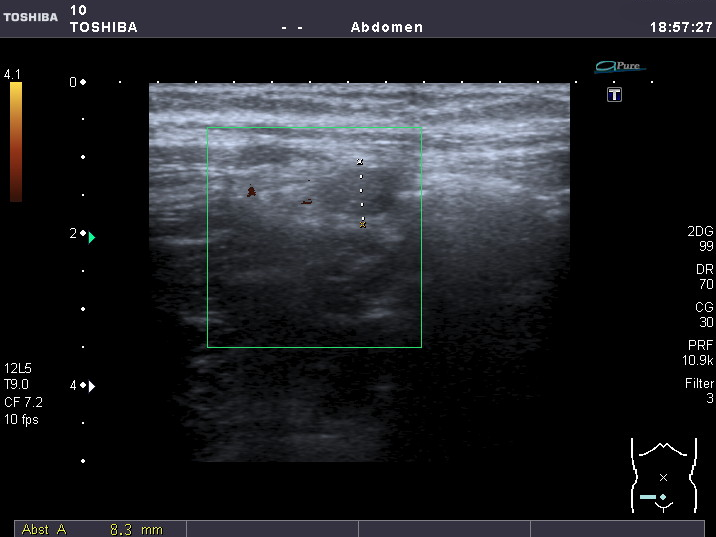 TOSHIBA
10
TOSHIBA - - Abdomen 18:57:27
4.1
0
Pure
T
2
2DG
99
DR
70
CG
30
PRF
10.9k
Filter
3
12L5
T9.0
CF 7.2
10 fps
4
Abst A 8.3 mm